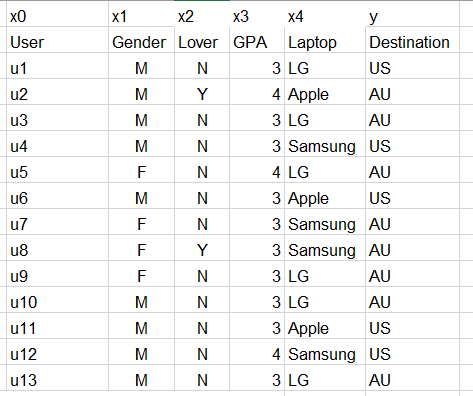 x0 x1 x2 x3 x4 y
User Gender Lover GPA Laptop Destination
u1 M N 3 LG US
u2 M Y 4 Apple AU
u3 M N 3 LG AU
u4 M N 3 Samsung US
u5 F N 4 LG AU
u6 M N 3 Apple US
u7 F N 3 Samsung AU
u8 F Y 3 Samsung AU
u9 F N 3 LG AU
u10 M N 3 LG AU
u11 M N 3 Apple US
u12 M N 4 Samsung US
u13 M N 3 LG AU